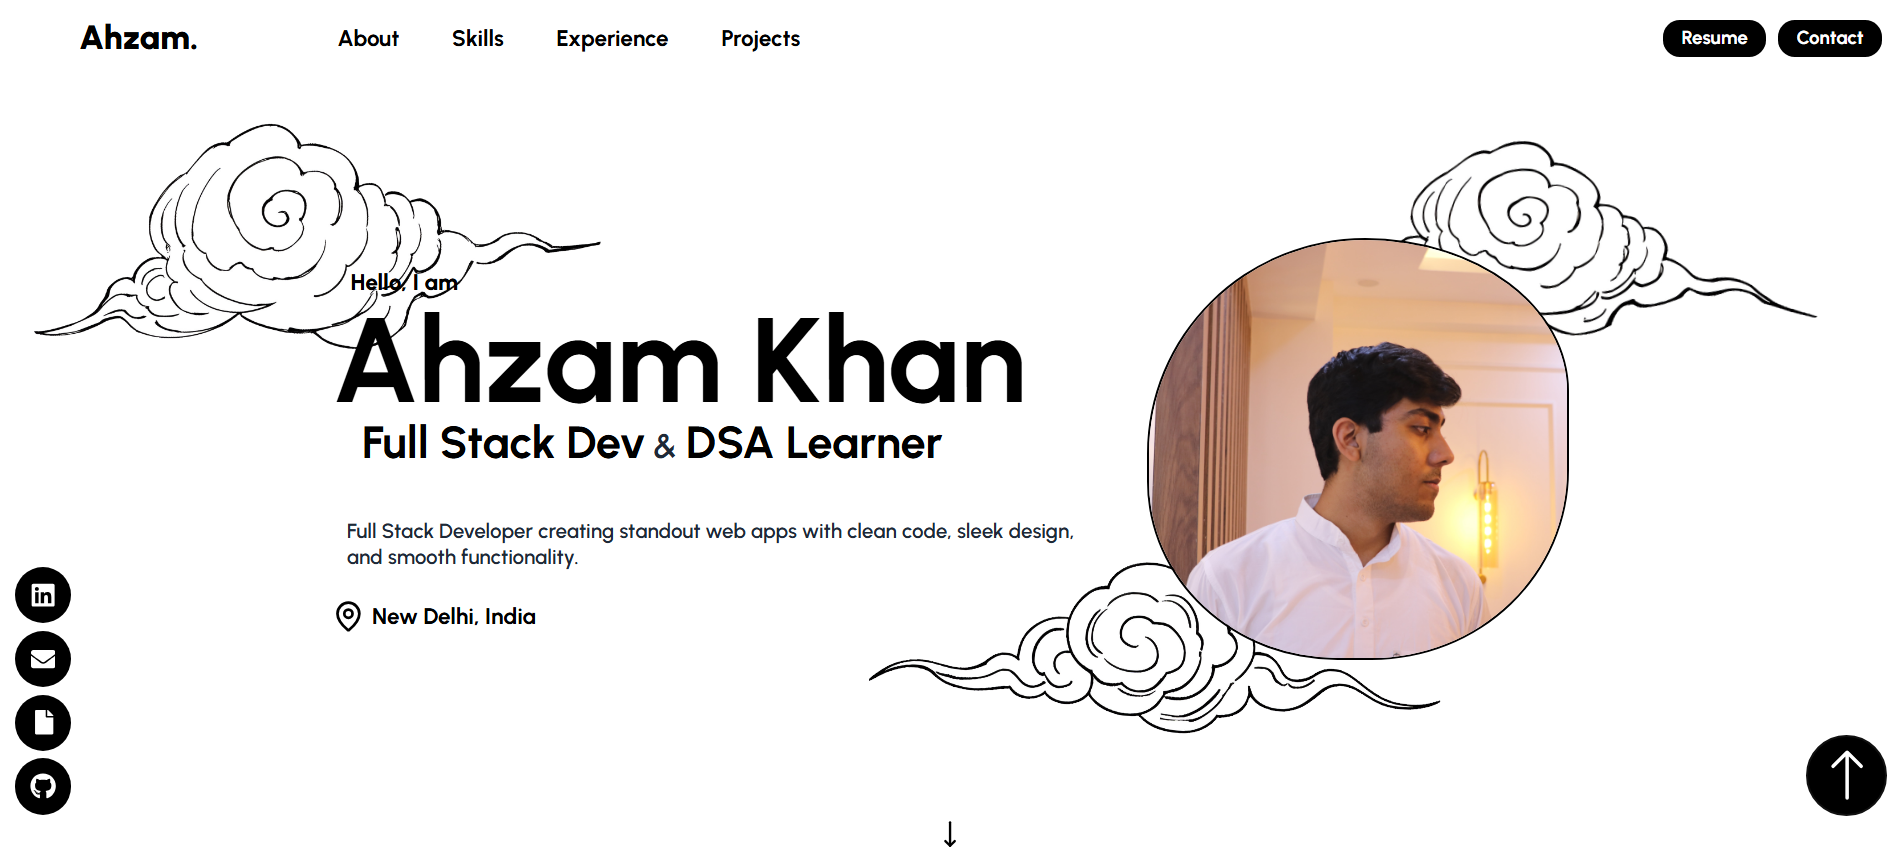 Ahzam.
About
Skills
Experience
Projects
Resume
Contact
Hello, I am
Ahzam Khan
Full Stack Dev & DSA Learner
Full Stack Developer creating standout web apps with clean code, sleek design,
and smooth functionality.
New Delhi, India
in